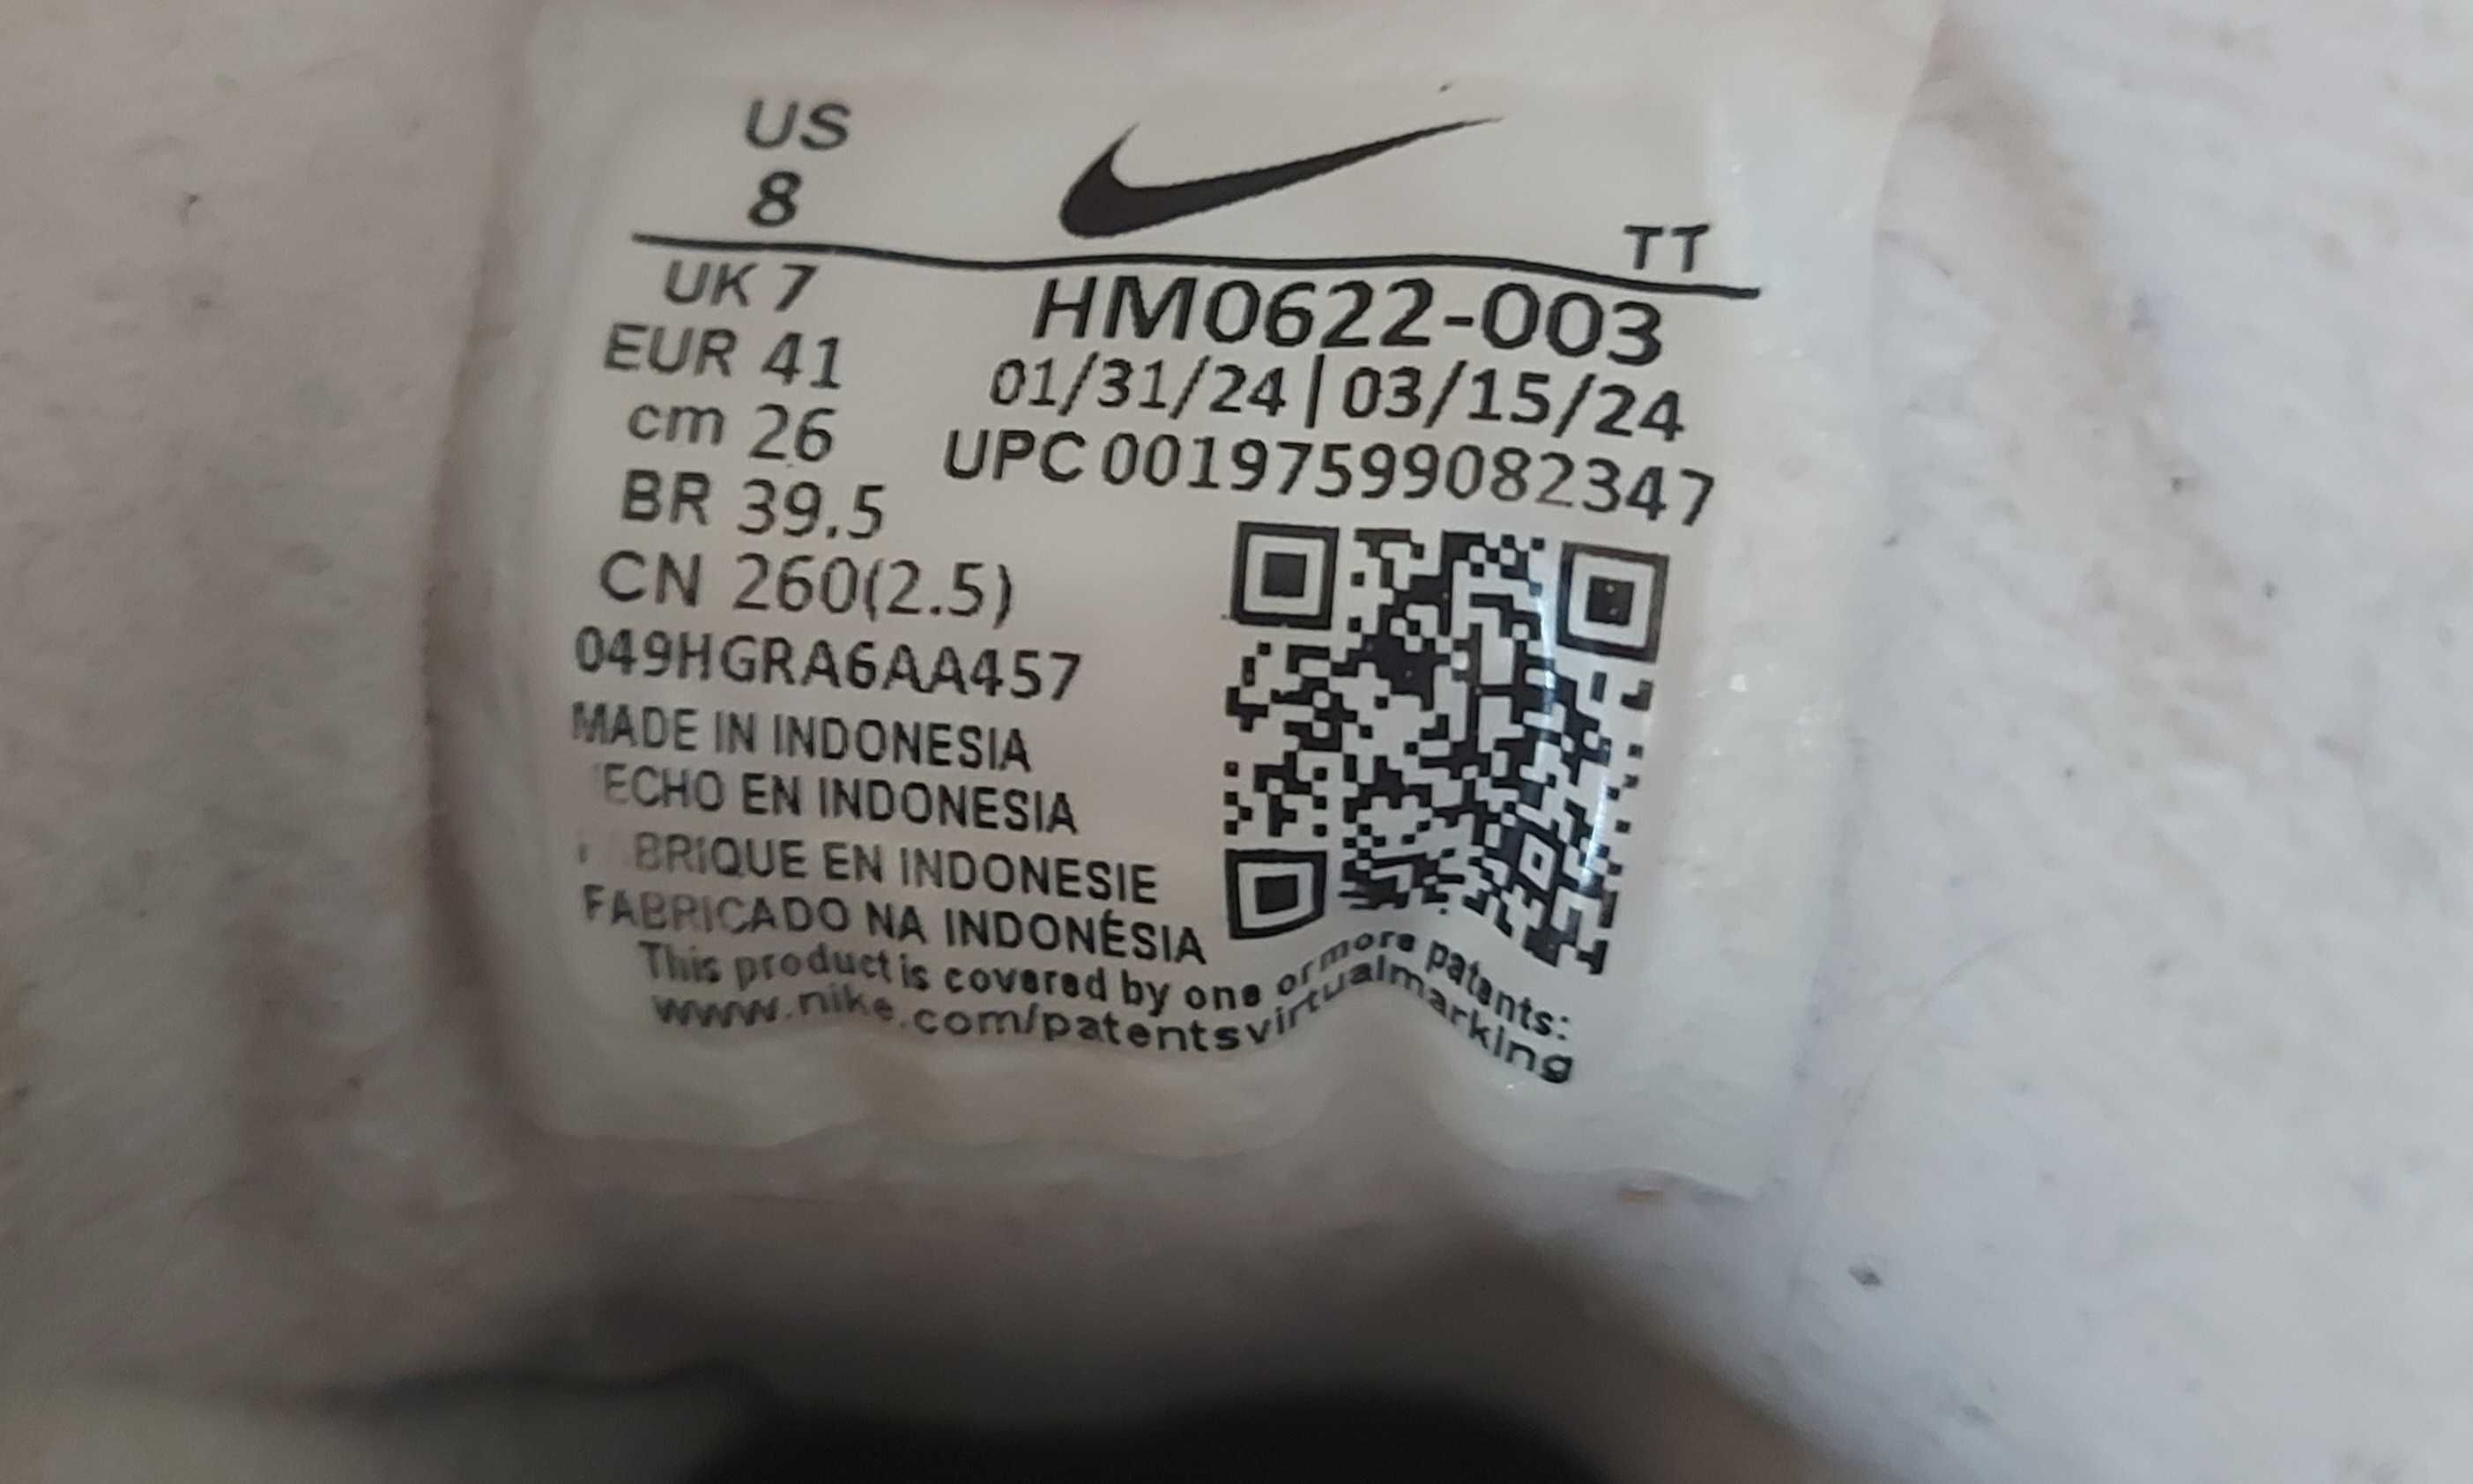 US
8
TT
UK 7
EUR 41
cm 26
BR 39.5
CN 260(2.5)
HM0622-003
01/31/24|03/15/24
UPC 00197599082347
049HGRA6AA457
MADE IN INDONESIA
ECHO EN INDONESIA
BRIQUE EN INDONESIE
FABRICADO NA INDONÉSIA
This product is covered by one or more patents:
www.nike.com/patentsvirtualmarking